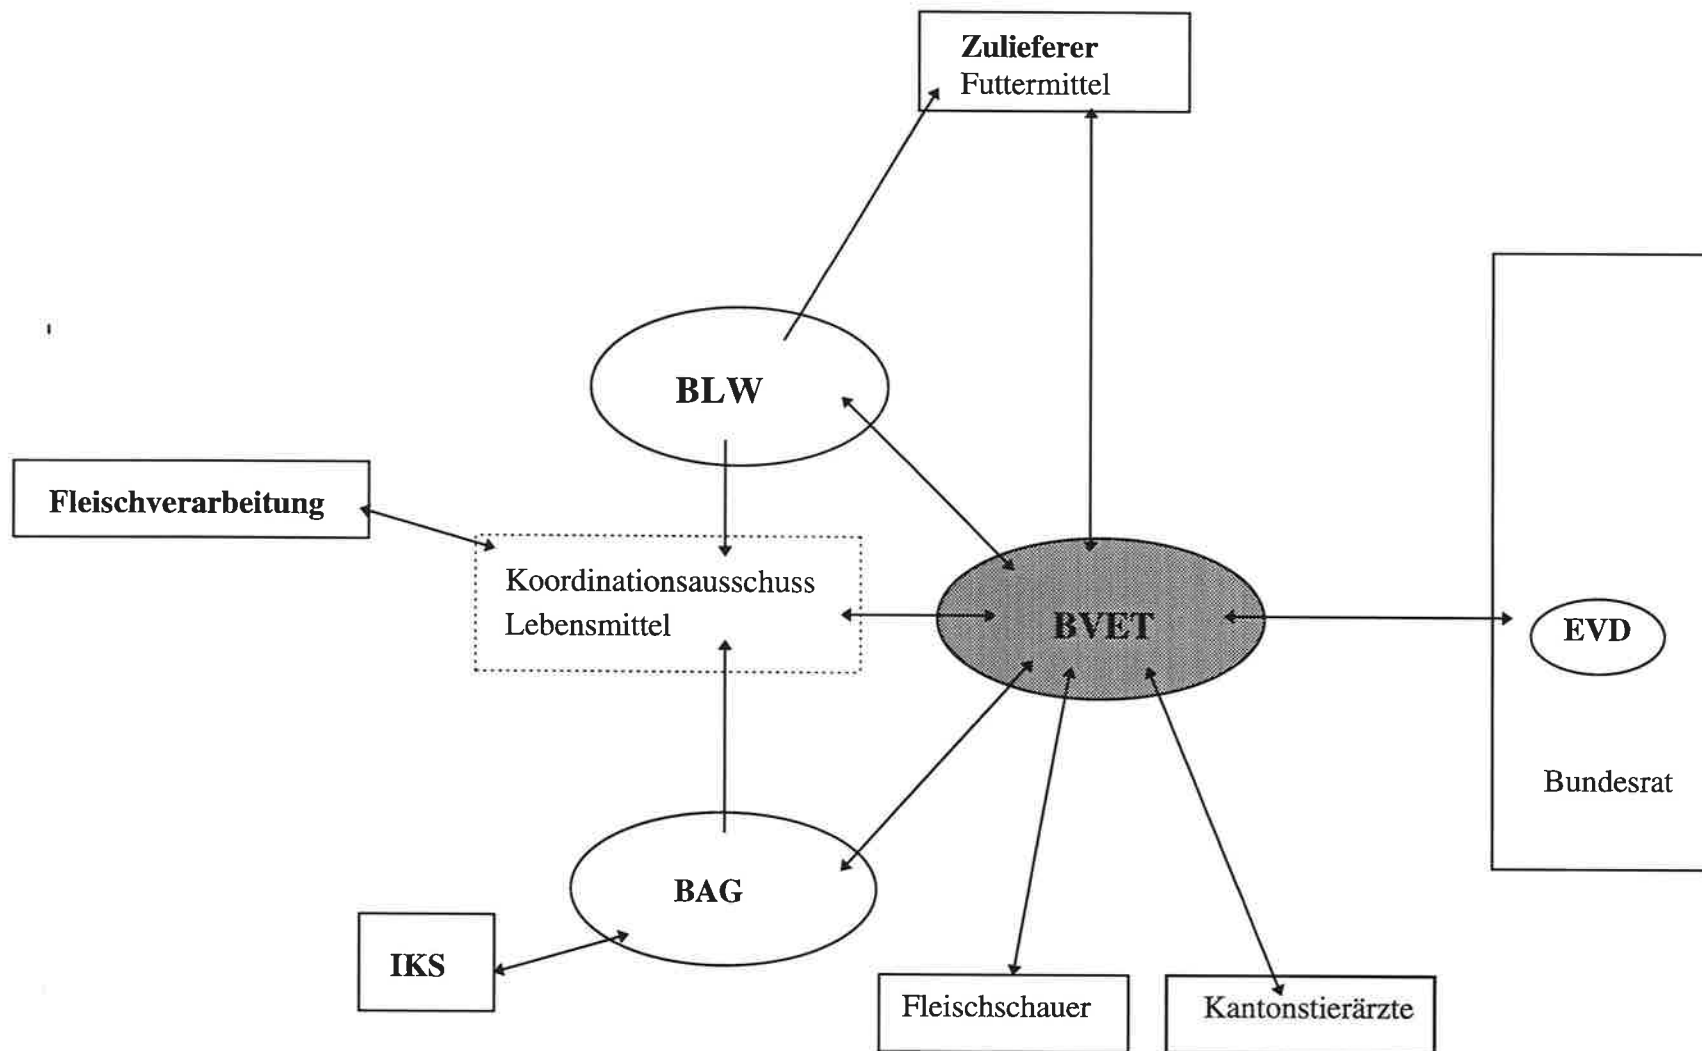 Zulieferer
Futtermittel
BLW
Fleischverarbeitung
Koordinationsausschuss
Lebensmittel
BVET
EVD
Bundesrat
BAG
IKS
Fleischschauer
Kantonstierärzte